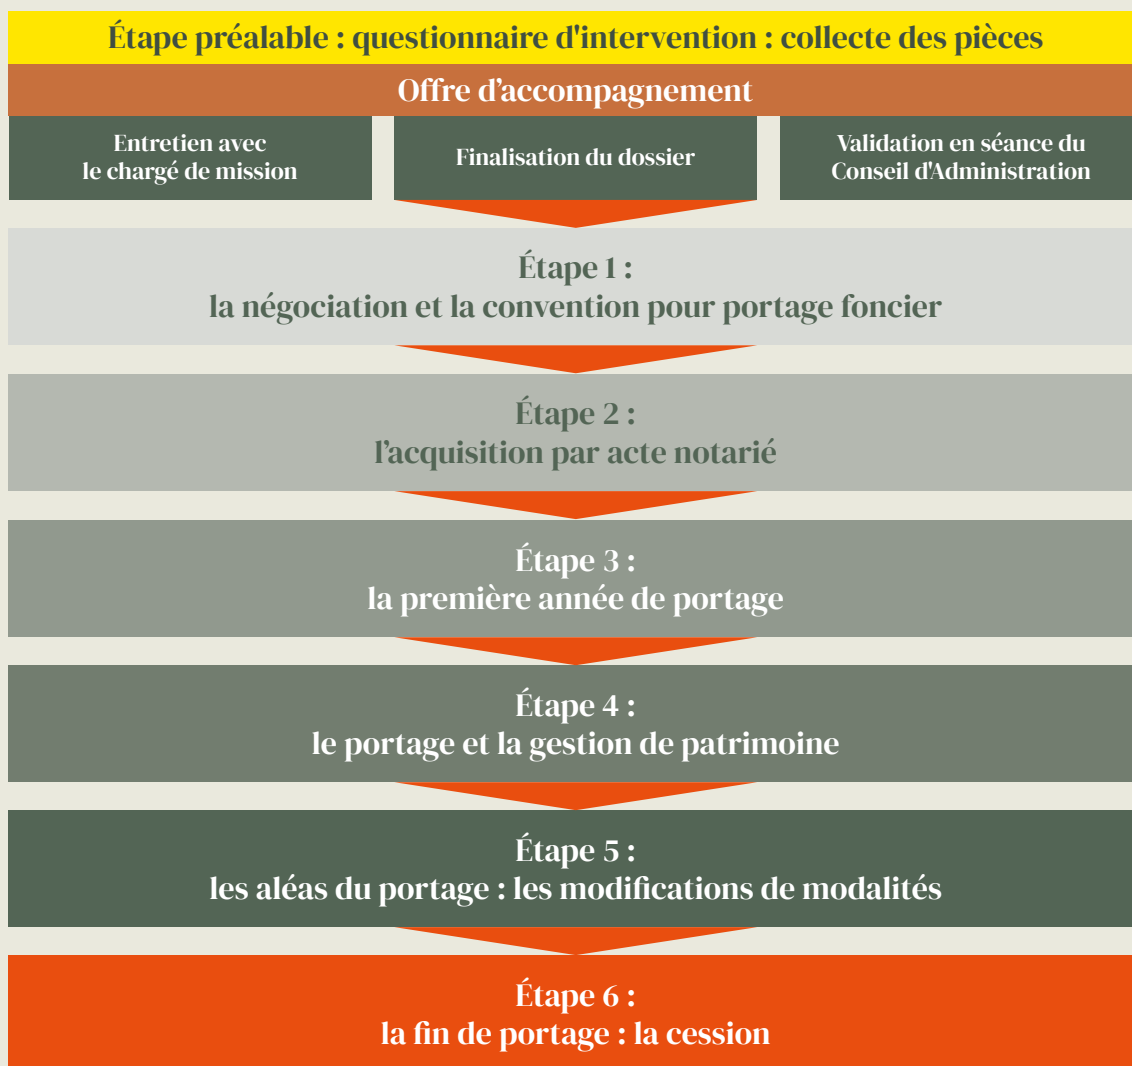 Étape préalable : questionnaire d'intervention : collecte des pièces
Offre d’accompagnement
Entretien avec
le chargé de mission
Finalisation du dossier
Validation en séance du
Conseil d'Administration
Étape 1 :
la négociation et la convention pour portage foncier
Étape 2 :
l’acquisition par acte notarié
Étape 3 :
la première année de portage
Étape 4 :
le portage et la gestion de patrimoine
Étape 5 :
les aléas du portage : les modifications de modalités
Étape 6 :
la fin de portage : la cession